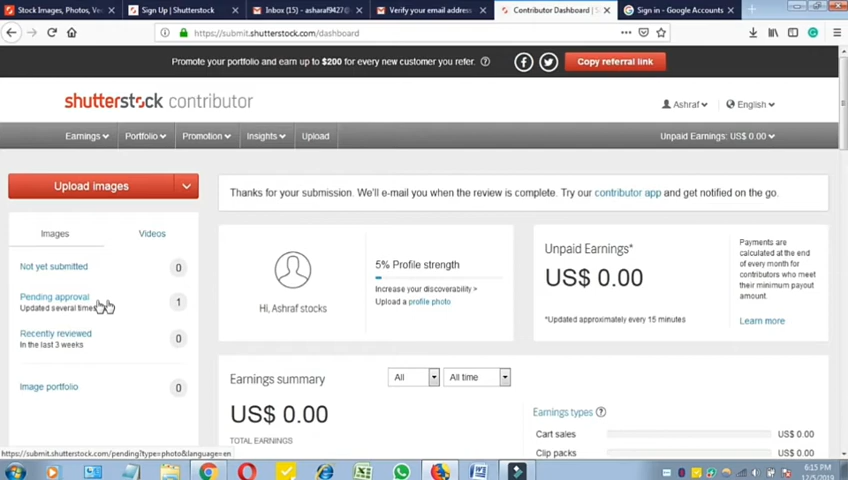 Stock Images, Photos, Vec
Sign Up | Shutterstock
Inbox (15) - asharaf9427@
Verify your email address
Contributor Dashboard | S
Sign in - Google Accounts
https://submit.shutterstock.com/dashboard
Promote your portfolio and earn up to $200 for every new customer you refer.
Copy referral link
shutterstock contributor
Ashraf
English
Earnings
Portfolio
Promotion
Insights
Upload
Unpaid Earnings: US$ 0.00
Upload images
Thanks for your submission. We'll e-mail you when the review is complete. Try our contributor app and get notified on the go.
Images
Videos
Not yet submitted
0
Pending approval
Updated several times
1
Recently reviewed
In the last 3 weeks
0
Image portfolio
0
Hi, Ashraf stocks
5% Profile strength
Increase your discoverability >
Upload a profile photo
Unpaid Earnings*
US$ 0.00
*Updated approximately every 15 minutes
Payments are
calculated at the end
of every month for
contributors who meet
their minimum payout
amount.
Learn more
Earnings summary
All
All time
US$ 0.00
TOTAL EARNINGS
Earnings types
Cart sales
US$ 0.00
Clip packs
US$ 0.00
https://submit.shutterstock.com/pending?type=photo&language=en
6:15 PM
12/5/2019